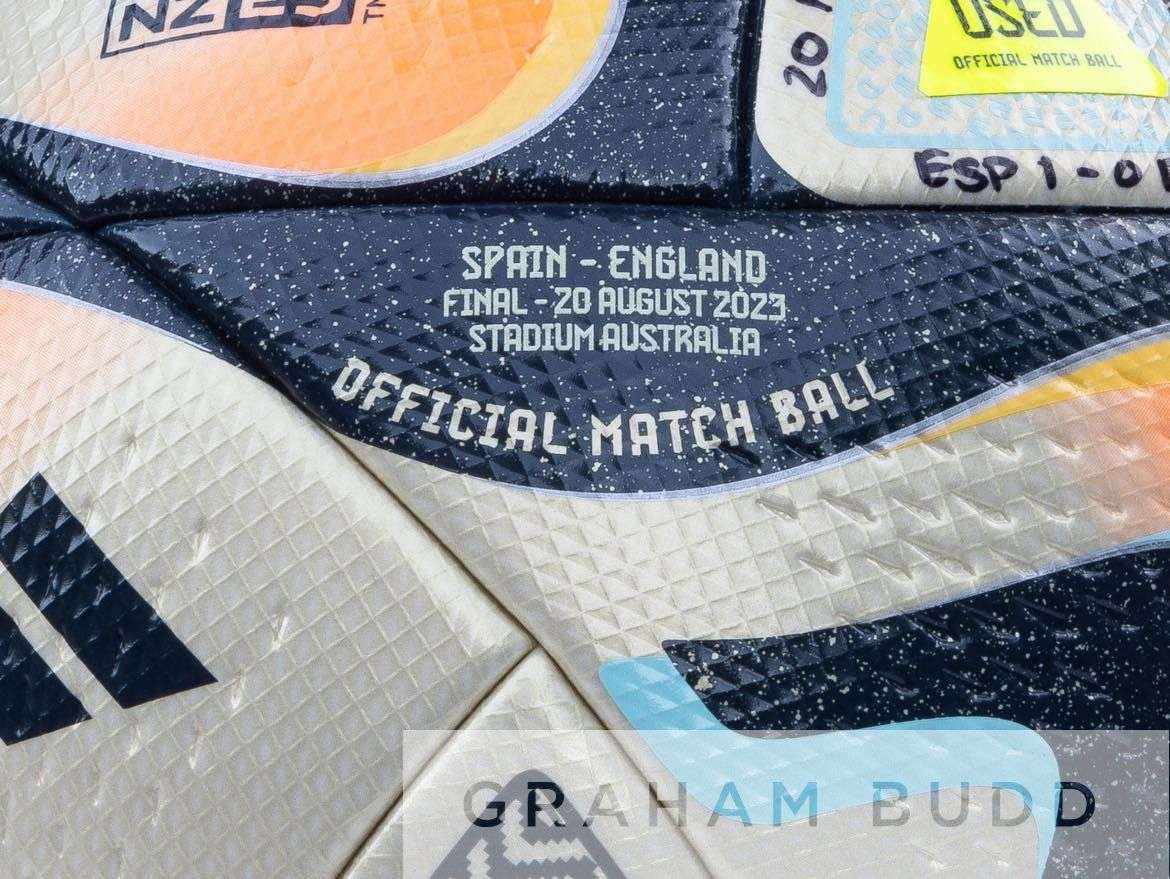 USED
OFFICIAL MATCH BALL
20
ESP 1-0
SPAIN - ENGLAND
FINAL - 20 AUGUST 2023
STADIUM AUSTRALIA
OFFICIAL MATCH BALL
GRAHAM BUDD